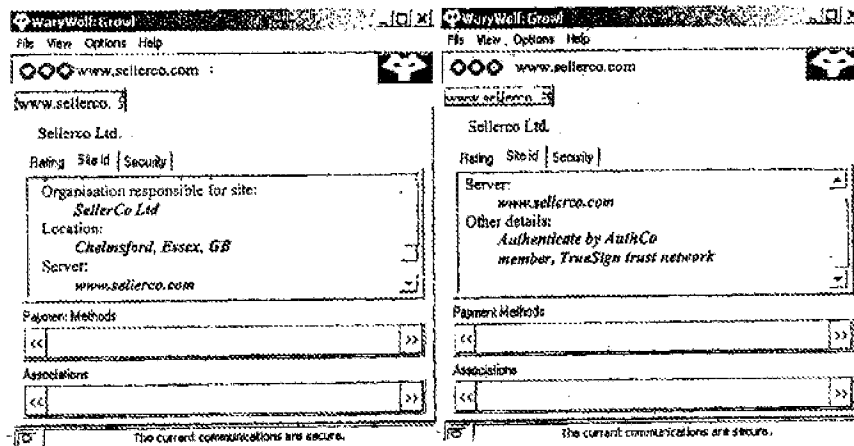 WaryWolf: Growl
File View Options Help
www.sellerco.com
www.sellerco.
Sellerco Ltd.
Rating Site id Security
Organisation responsible for site:
SellerCo Ltd
Location:
Chelmsford, Essex, GB
Server:
www.sellerco.com
Payment Methods
<< >>
Associations
<< >>
The current communications are secure.
WaryWolf: Growl
File View Options Help
www.sellerco.com
www.sellerco.
Sellerco Ltd.
Rating Site id Security
Server:
www.sellerco.com
Other details:
Authenticate by AuthCo
member, TrueSign trust network
Payment Methods
<< >>
Associations
<< >>
The current communications are secure.